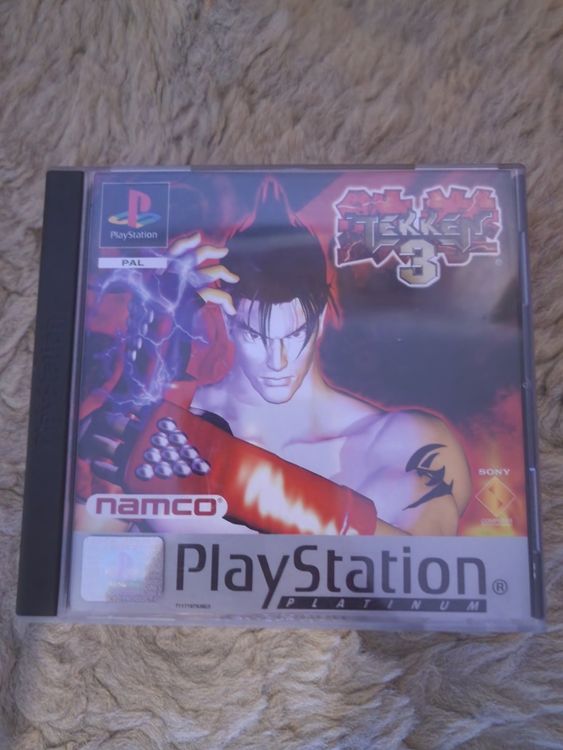 PlayStation
PAL
鉄拳
TEKKEN
3
®
namco®
SONY
PlayStation®
PLATINUM